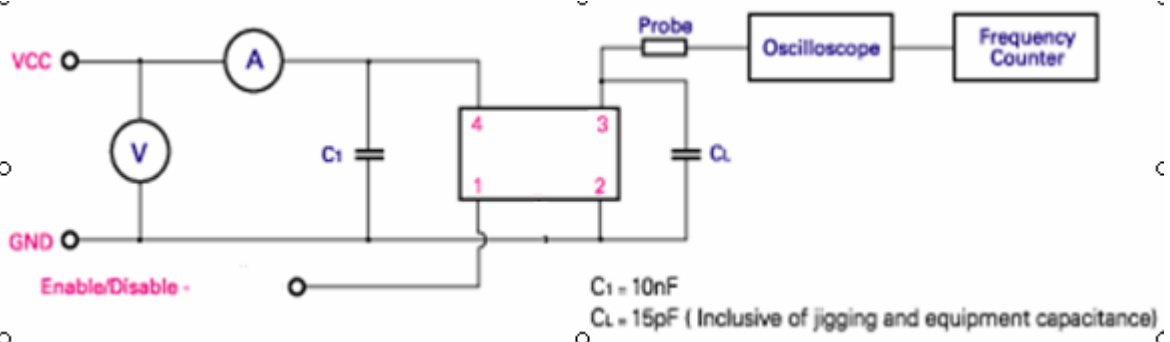 Probe
VCC
A
Oscilloscope
Frequency
Counter
4
3
V
C1
CL
1
2
GND
Enable/Disable -
C1 = 10nF
CL = 15pF ( Inclusive of jigging and equipment capacitance)